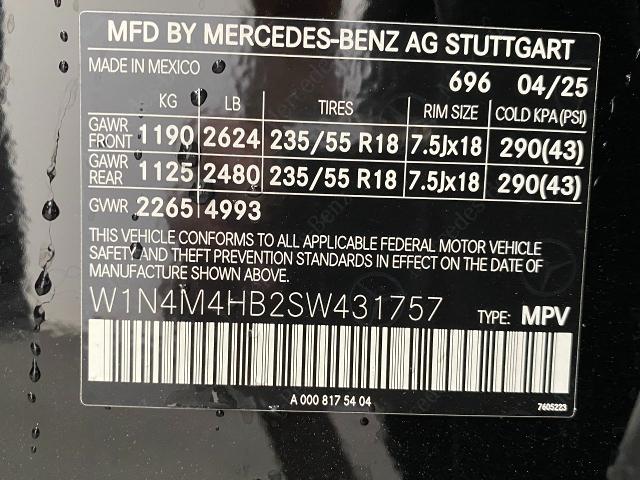 MFD BY MERCEDES-BENZ AG STUTTGART
MADE IN MEXICO 696 04/25
KG LB TIRES RIM SIZE COLD KPA (PSI)
GAWR FRONT 1190 2624 235/55 R18 7.5Jx18 290(43)
GAWR REAR 1125 2480 235/55 R18 7.5Jx18 290(43)
GVWR 2265 4993
THIS VEHICLE CONFORMS TO ALL APPLICABLE FEDERAL MOTOR VEHICLE
SAFETY AND THEFT PREVENTION STANDARDS IN EFFECT ON THE DATE OF
MANUFACTURE SHOWN ABOVE.
W1N4M4HB2SW431757 TYPE: MPV
A 000 817 54 04
7605223